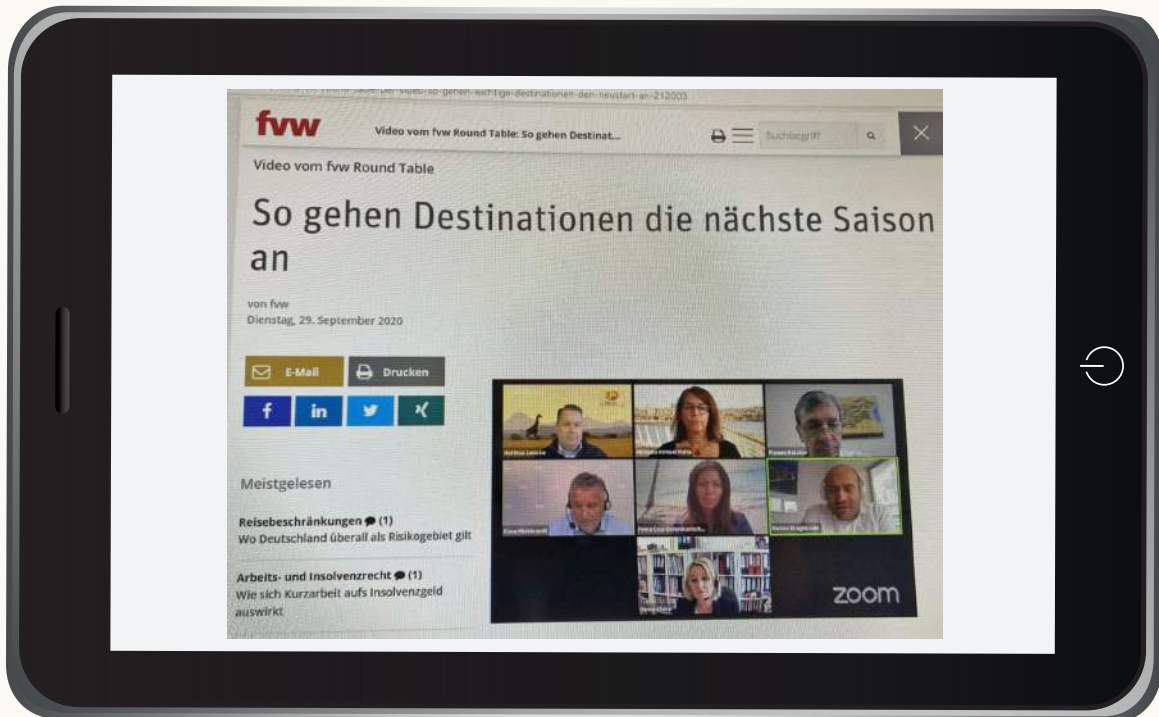 fvw
Video vom fvw Round Table: So gehen Destinat...
Suchbegriff
Video vom fvw Round Table
So gehen Destinationen die nächste Saison
an
von fvw
Dienstag, 29. September 2020
E-Mail
Drucken
f in
Meistgelesen
Reisebeschränkungen (1)
Wo Deutschland überall als Risikogebiet gilt
Arbeits- und Insolvenzrecht (1)
Wie sich Kurzarbeit aufs Insolvenzgeld
auswirkt
zoom